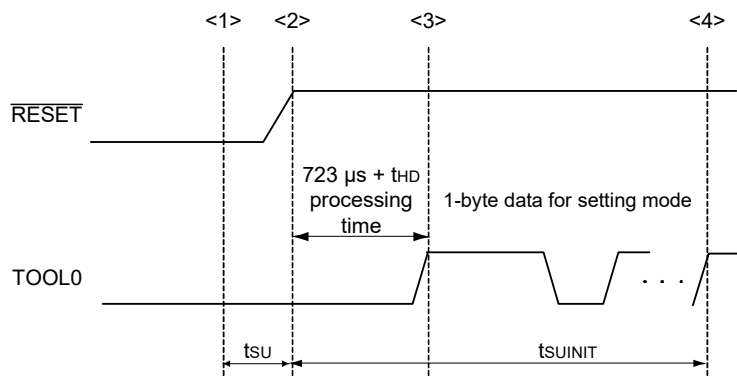 <1> <2> <3> <4>
RESET
723 µs + tHD
processing
time
1-byte data for setting mode
TOOL0
. . .
tSU
tSUINIT